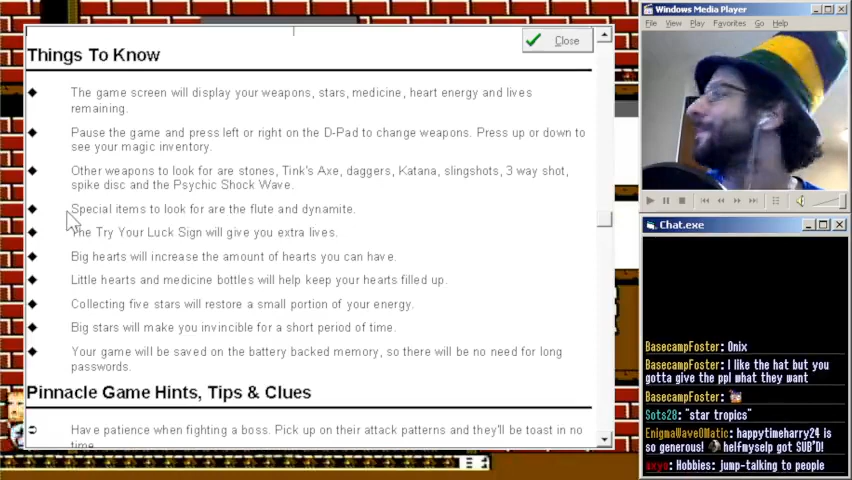 Windows Media Player
File View Play Favorites Go Help
Close
Things To Know
The game screen will display your weapons, stars, medicine, heart energy and lives
remaining.
Pause the game and press left or right on the D-Pad to change weapons. Press up or down to
see your magic inventory.
Other weapons to look for are stones, Tink's Axe, daggers, Katana, slingshots, 3 way shot,
spike disc and the Psychic Shock Wave.
Special items to look for are the flute and dynamite.
The Try Your Luck Sign will give you extra lives.
Big hearts will increase the amount of hearts you can have.
Little hearts and medicine bottles will help keep your hearts filled up.
Collecting five stars will restore a small portion of your energy.
Big stars will make you invincible for a short period of time.
Your game will be saved on the battery backed memory, so there will be no need for long
passwords.
Pinnacle Game Hints, Tips & Clues
Have patience when fighting a boss. Pick up on their attack patterns and they'll be toast in no
time.
Chat.exe
BasecampFoster: Onix
BasecampFoster: I like the hat but you
gotta give the ppl what they want
BasecampFoster:
Sots28: "star tropics"
EnigmaWaveOMatic: happytimeharry24 is
so generous! helfmyselp got SUB'D!
axyo: Hobbies: jump-talking to people